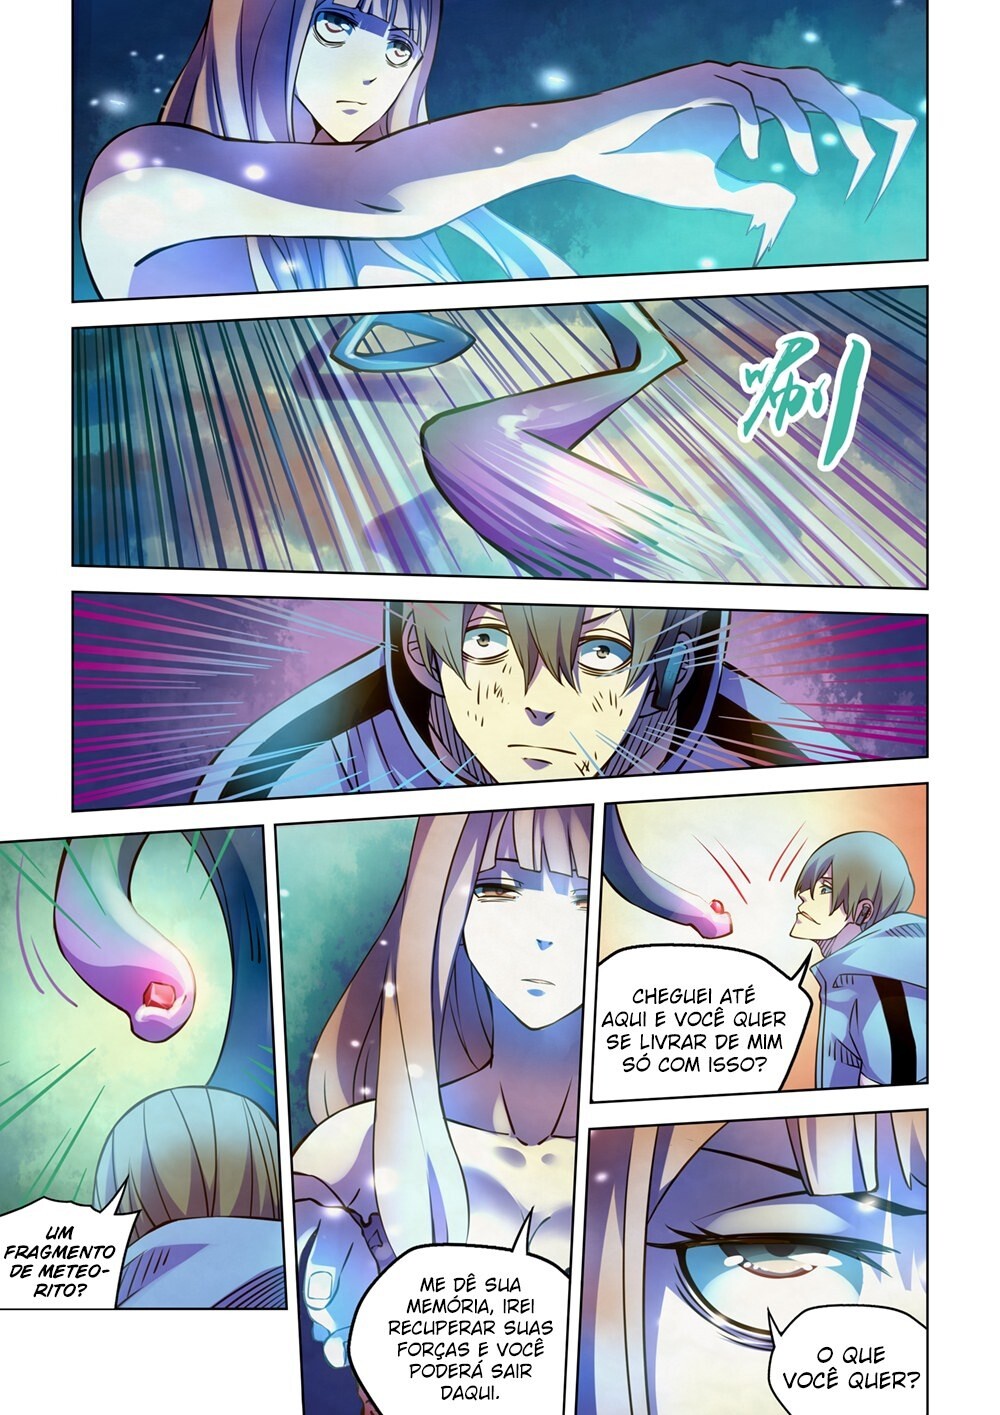 唰
UM
FRAGMENTO
DE METEO-
RITO?
ME DÊ SUA
MEMÓRIA, IREI
RECUPERAR SUAS
FORÇAS E VOCÊ
PODERÁ SAIR
DAQUI.
CHEGUEI ATÉ
AQUI E VOCÊ QUER
SE LIVRAR DE MIM
SÓ COM ISSO?
O QUE
VOCÊ QUER?